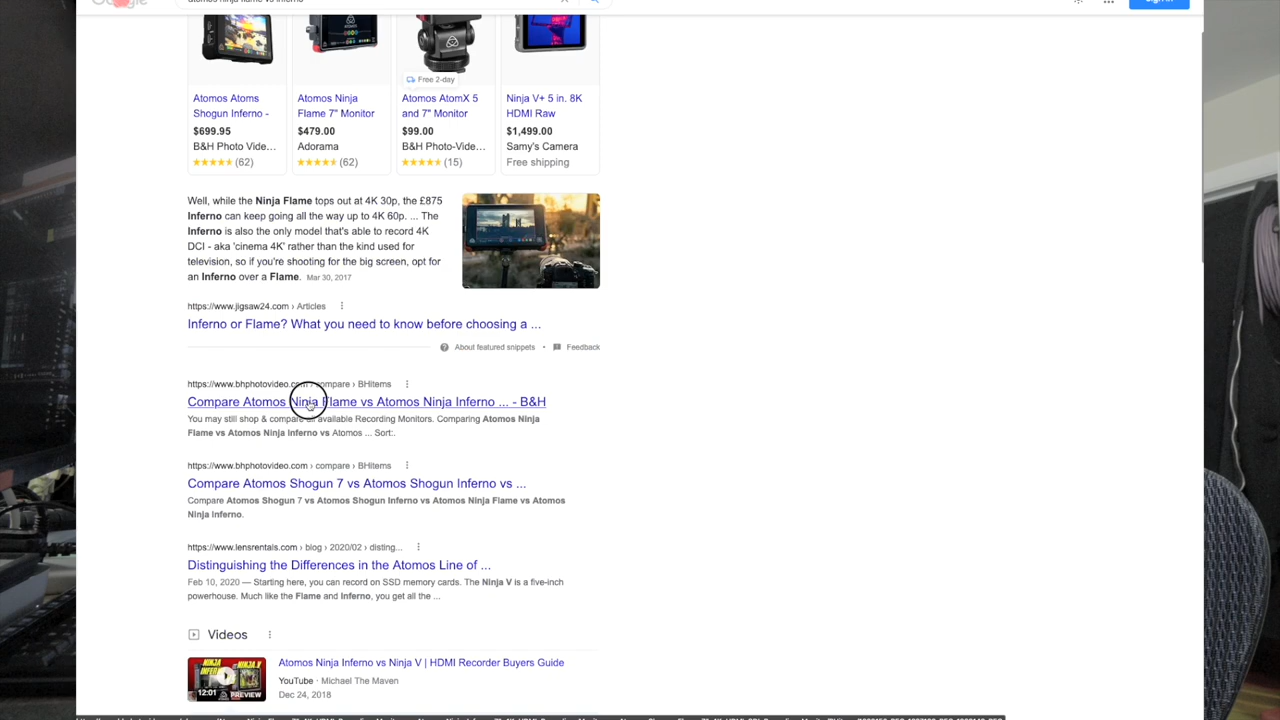 Google
atomos ninja flame vs inferno
Free 2-day
Atomos Atoms
Shogun Inferno -
$699.95
B&H Photo Vide...
(62)
Atomos Ninja
Flame 7" Monitor
$479.00
Adorama
(62)
Atomos AtomX 5
and 7" Monitor
$99.00
B&H Photo-Vide...
(15)
Ninja V+ 5 in. 8K
HDMI Raw
$1,499.00
Samy's Camera
Free shipping
Well, while the Ninja Flame tops out at 4K 30p, the £875
Inferno can keep going all the way up to 4K 60p. ... The
Inferno is also the only model that's able to record 4K
DCI - aka 'cinema 4K' rather than the kind used for
television, so if you're shooting for the big screen, opt for
an Inferno over a Flame. Mar 30, 2017
https://www.jigsaw24.com › Articles
Inferno or Flame? What you need to know before choosing a ...
About featured snippets • Feedback
https://www.bhphotovideo.com › compare › BHitems
Compare Atomos Ninja Flame vs Atomos Ninja Inferno ... - B&H
You may still shop & compare all available Recording Monitors. Comparing Atomos Ninja
Flame vs Atomos Ninja Inferno vs Atomos ... Sort:.
https://www.bhphotovideo.com › compare › BHitems
Compare Atomos Shogun 7 vs Atomos Shogun Inferno vs ...
Compare Atomos Shogun 7 vs Atomos Shogun Inferno vs Atomos Ninja Flame vs Atomos
Ninja Inferno.
https://www.lensrentals.com › blog › 2020/02 › disting...
Distinguishing the Differences in the Atomos Line of ...
Feb 10, 2020 — Starting here, you can record on SSD memory cards. The Ninja V is a five-inch
powerhouse. Much like the Flame and Inferno, you get all the ...
Videos
NINJA NINJA V
12:01 PREVIEW
Atomos Ninja Inferno vs Ninja V | HDMI Recorder Buyers Guide
YouTube · Michael The Maven
Dec 24, 2018